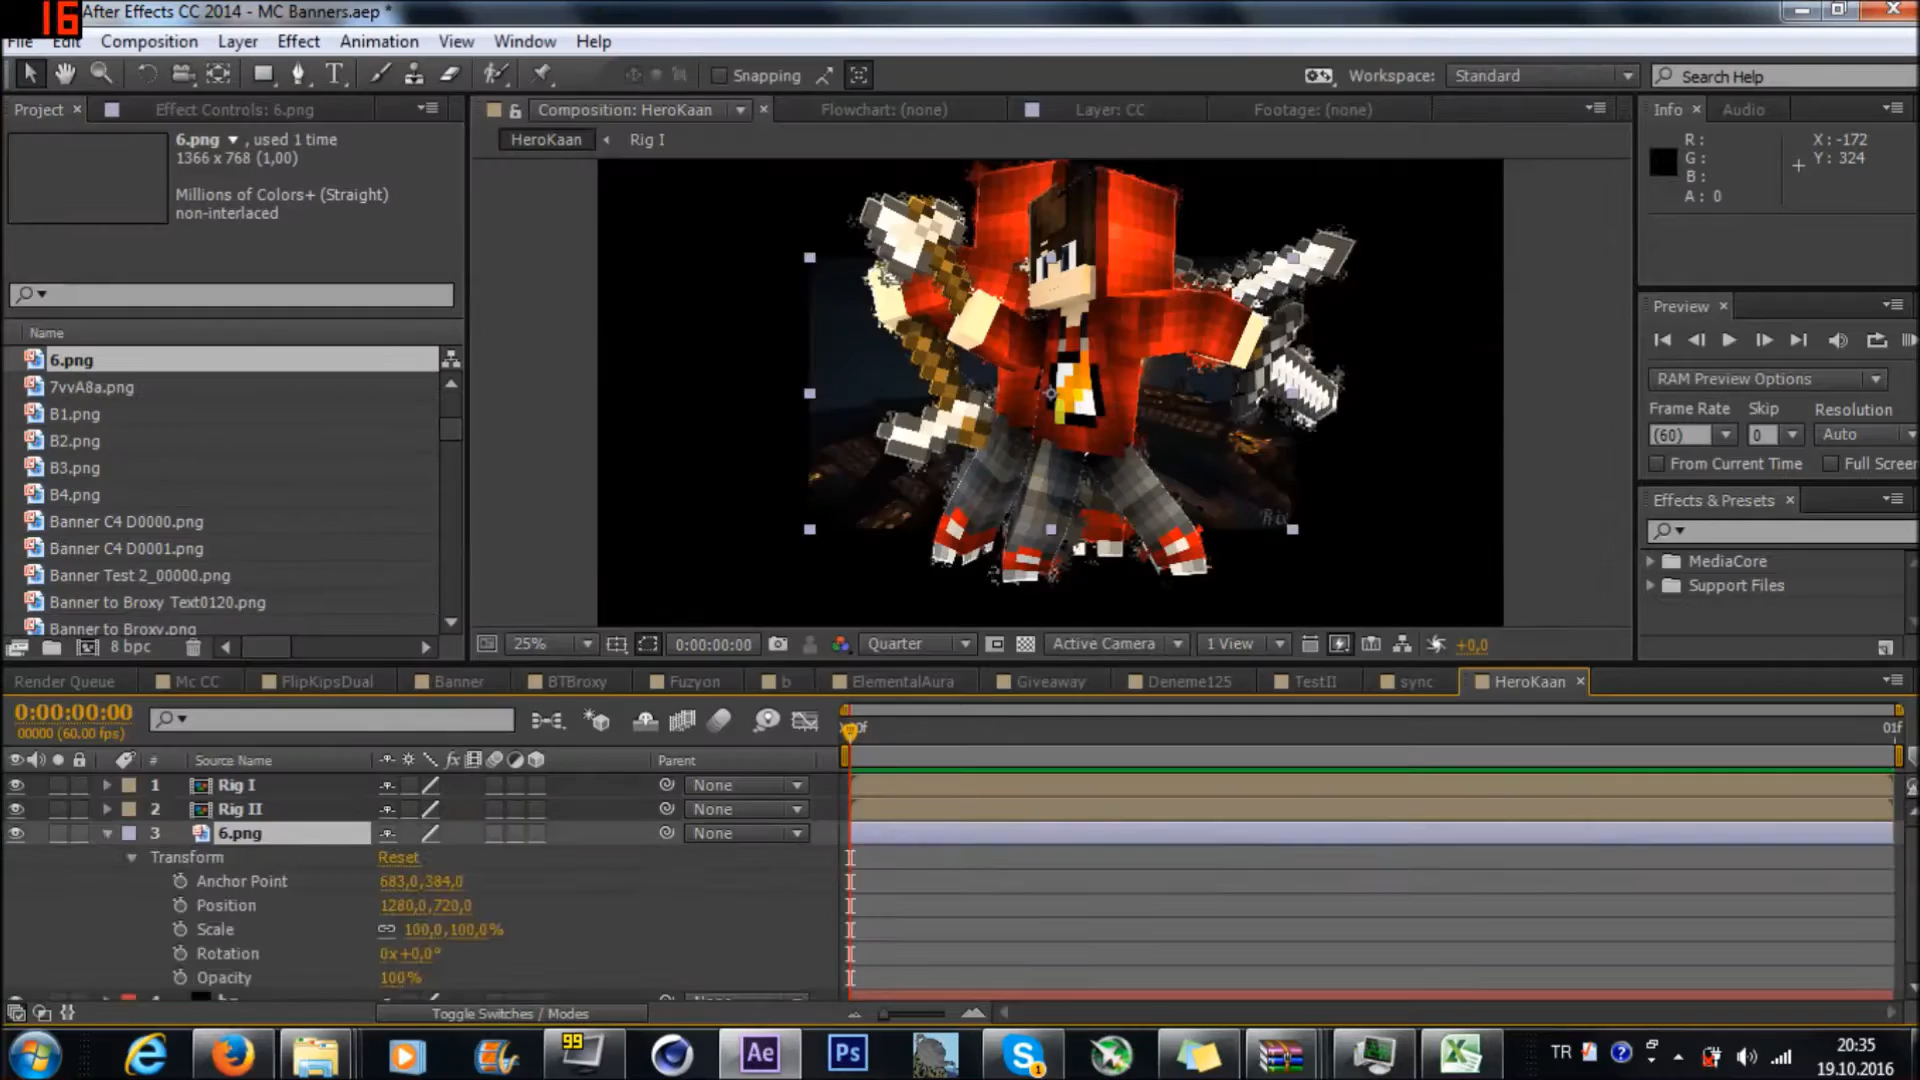 16
After Effects CC 2014 - MC Banners.aep *
File Edit Composition Layer Effect Animation View Window Help
Snapping
Workspace: Standard
Search Help
Project Effect Controls: 6.png
Composition: HeroKaan Flowchart: (none) Layer: CC Footage: (none)
Info Audio
HeroKaan Rig I
6.png , used 1 time
1366 x 768 (1,00)
Millions of Colors+ (Straight)
non-interlaced
R :
G :
B :
A : 0
X : -172
Y : 324
Name
6.png
7vvA8a.png
B1.png
B2.png
B3.png
B4.png
Banner C4 D0000.png
Banner C4 D0001.png
Banner Test 2_00000.png
Banner to Broxy Text0120.png
Banner to Broxy.png
8 bpc
Preview
RAM Preview Options
Frame Rate Skip Resolution
(60) 0 Auto
From Current Time Full Screen
Effects & Presets
MediaCore
Support Files
25% 0:00:00:00 Quarter Active Camera 1 View +0,0
Render Queue Mc CC FlipKipsDual Banner BTBroxy Fuzyon b ElementalAura Giveaway Deneme125 TestII sync HeroKaan
0:00:00:00
00000 (60.00 fps)
01f
# Source Name fx Parent
1 Rig I None
2 Rig II None
3 6.png None
Transform Reset
Anchor Point 683,0,384,0
Position 1280,0,720,0
Scale 100,0,100,0%
Rotation 0x+0,0°
Opacity 100%
Toggle Switches / Modes
99
Ae
Ps
S
1
TR
20:35
19.10.2016